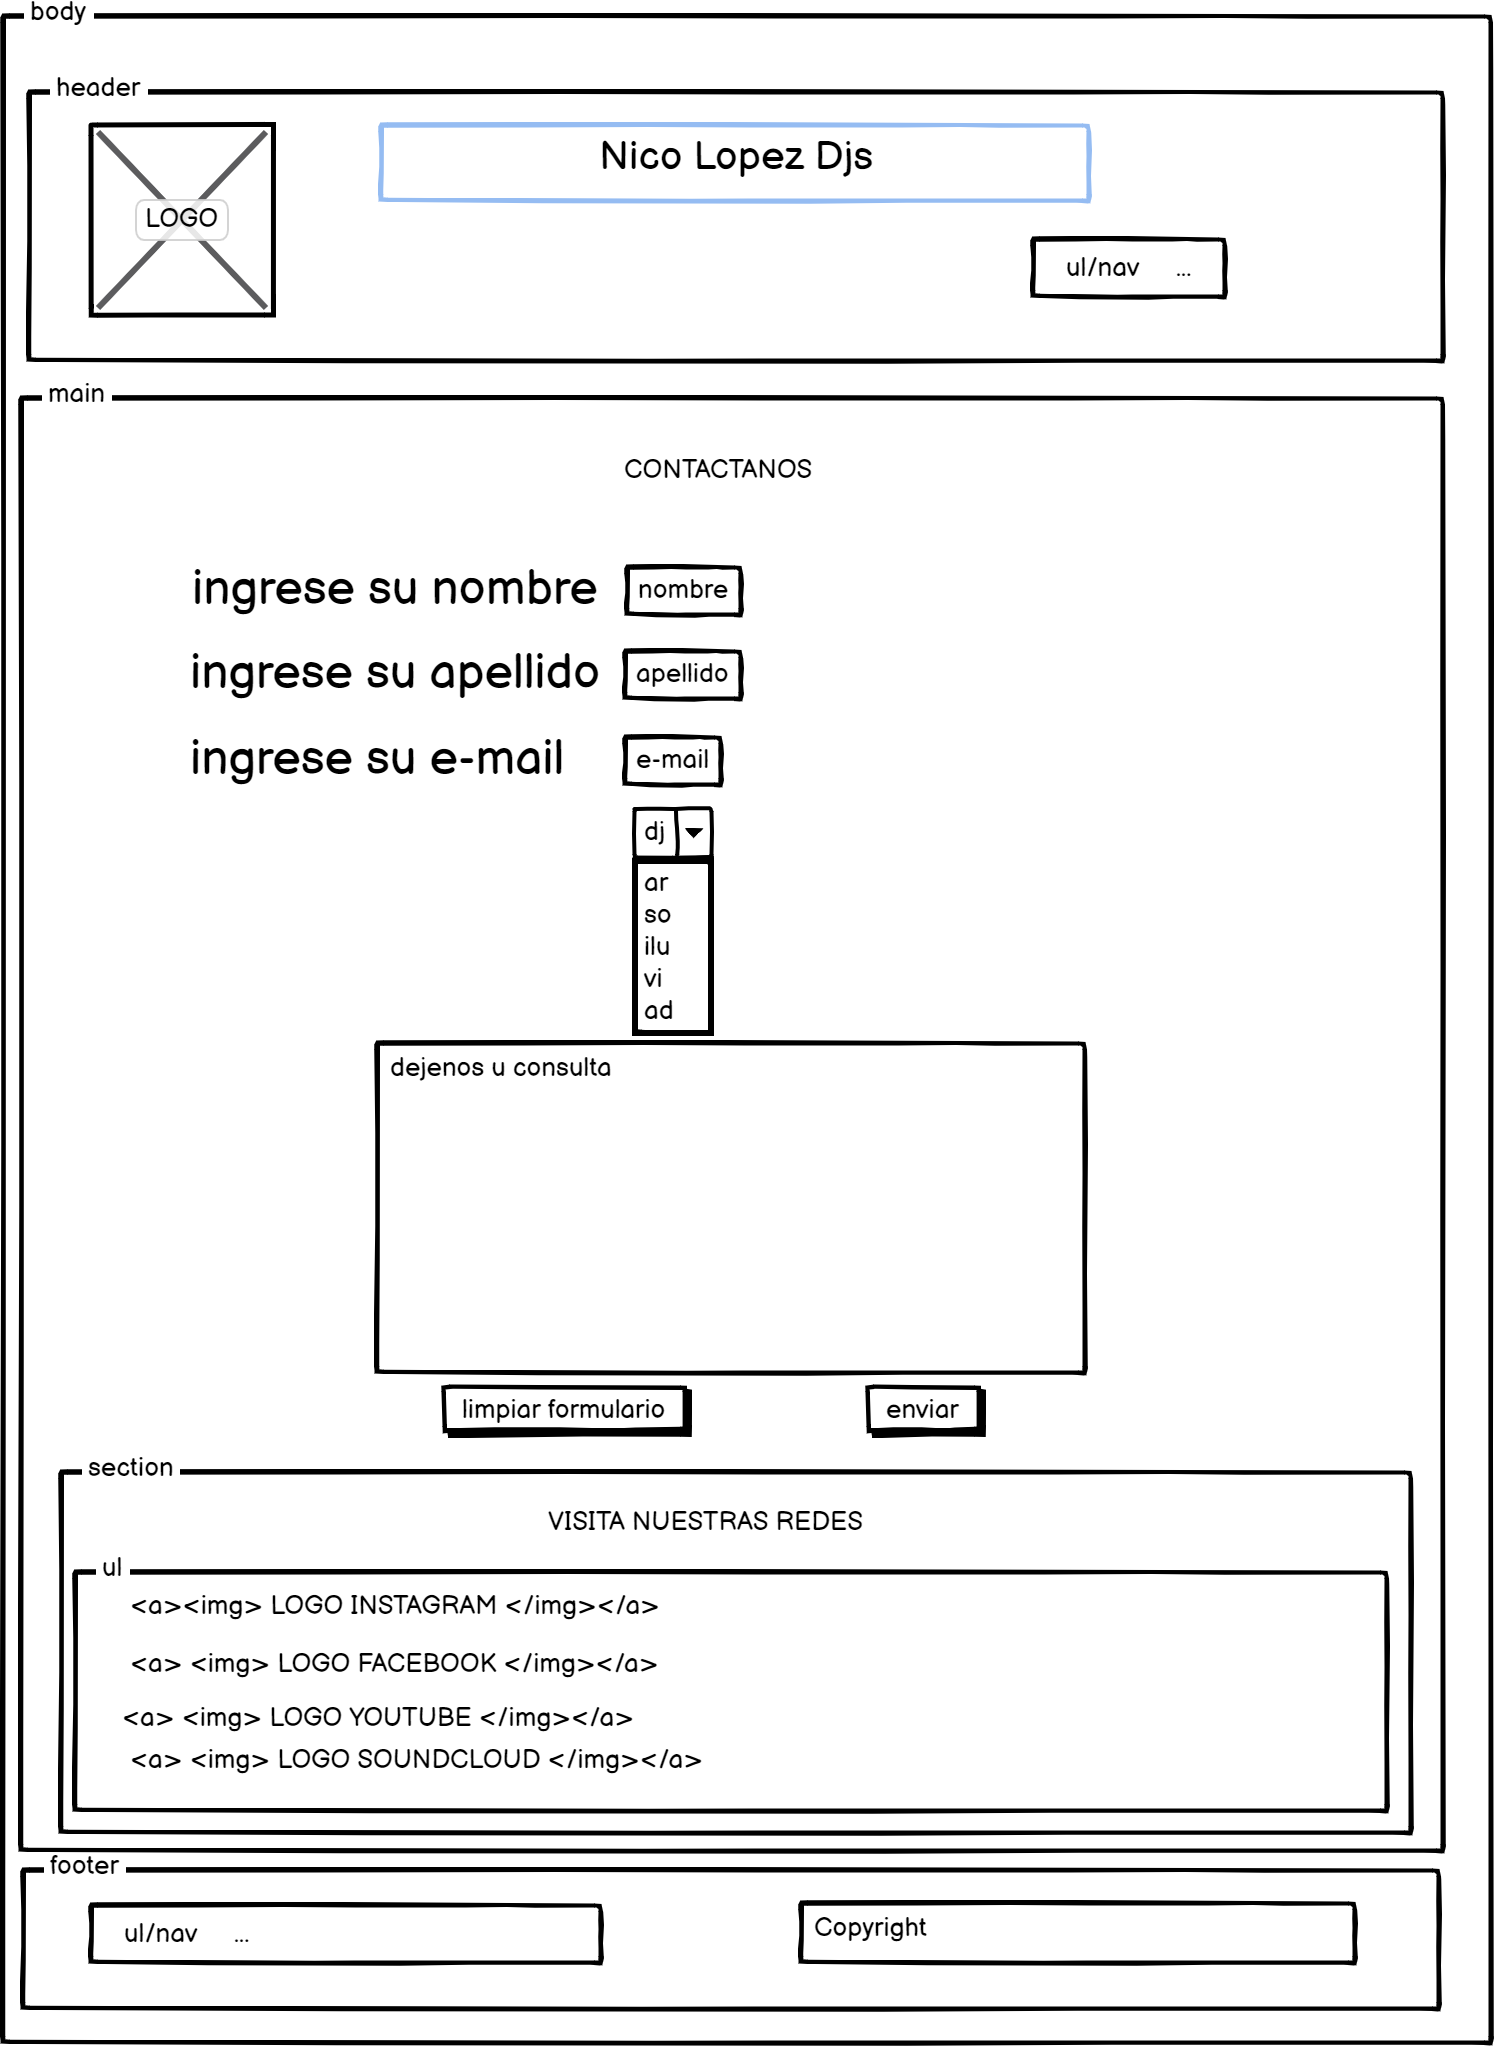 body
header
LOGO
Nico Lopez Djs
ul/nav ...
main
CONTACTANOS
ingrese su nombre nombre
ingrese su apellido apellido
ingrese su e-mail e-mail
dj
ar
so
ilu
vi
ad
dejenos u consulta
limpiar formulario enviar
section
VISITA NUESTRAS REDES
ul
<a><img> LOGO INSTAGRAM </img></a>
<a> <img> LOGO FACEBOOK </img></a>
<a> <img> LOGO YOUTUBE </img></a>
<a> <img> LOGO SOUNDCLOUD </img></a>
footer
ul/nav ... Copyright